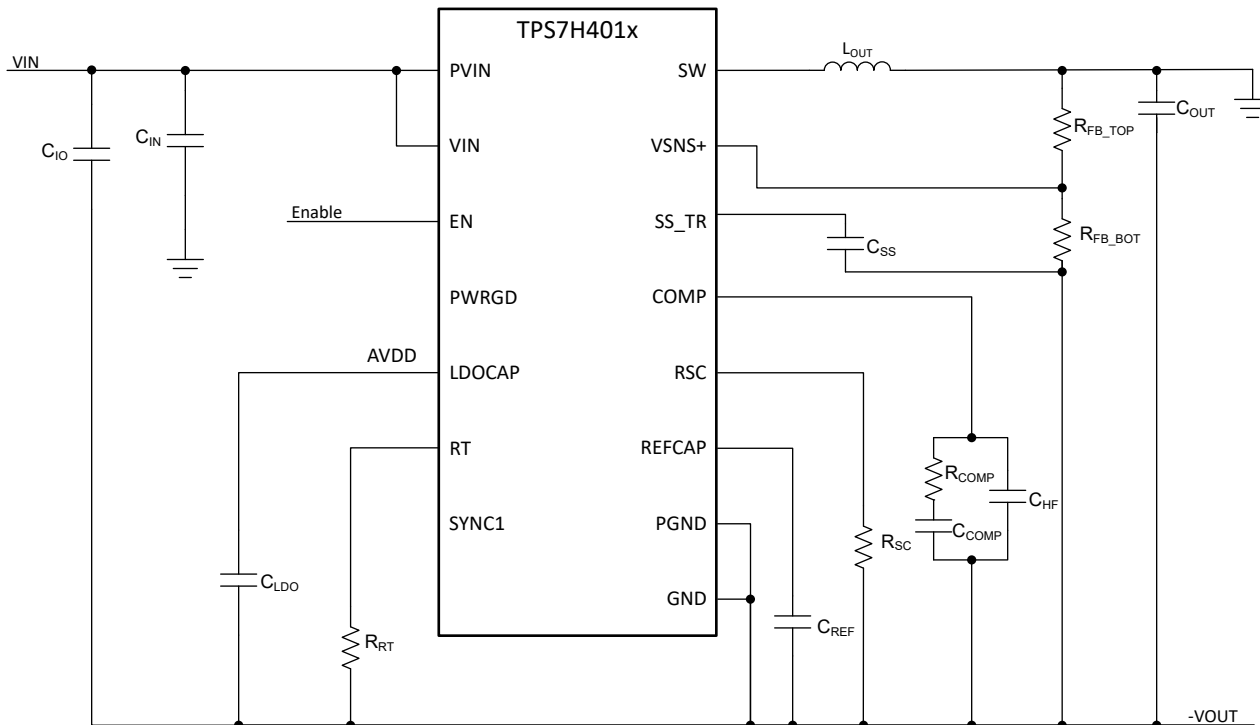 TPS7H401x
VIN
PVIN
SW
LOUT
CIO
CIN
VIN
VSNS+
RFB_TOP
COUT
Enable
EN
SS_TR
CSS
RFB_BOT
PWRGD
COMP
AVDD
LDOCAP
RSC
RT
REFCAP
RCOMP
CHF
SYNC1
PGND
CCOMP
RSC
CLDO
GND
RRT
CREF
-VOUT